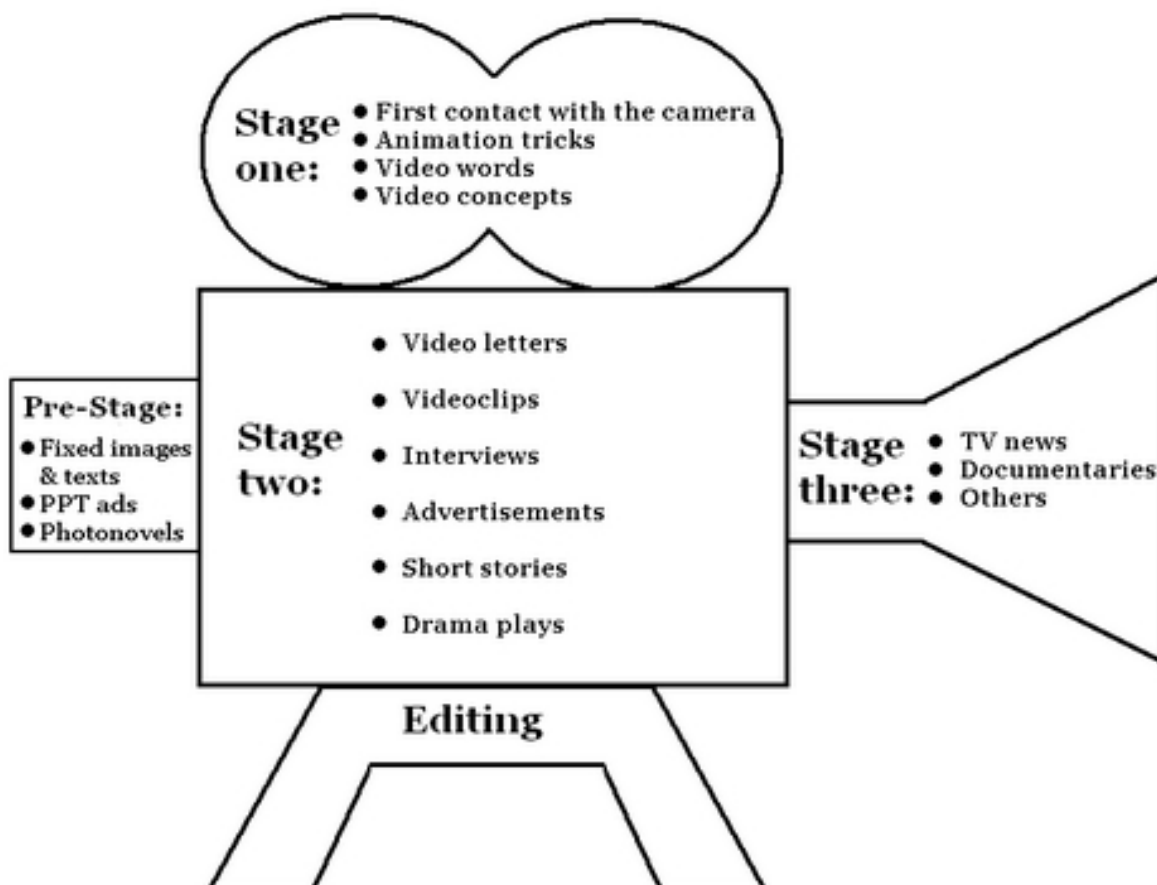 Stage one:
● First contact with the camera
● Animation tricks
● Video words
● Video concepts
Pre-Stage:
● Fixed images
& texts
● PPT ads
● Photonovels
Stage
two:
● Video letters
● Videoclips
● Interviews
● Advertisements
● Short stories
● Drama plays
Stage
three:
● TV news
● Documentaries
● Others
Editing